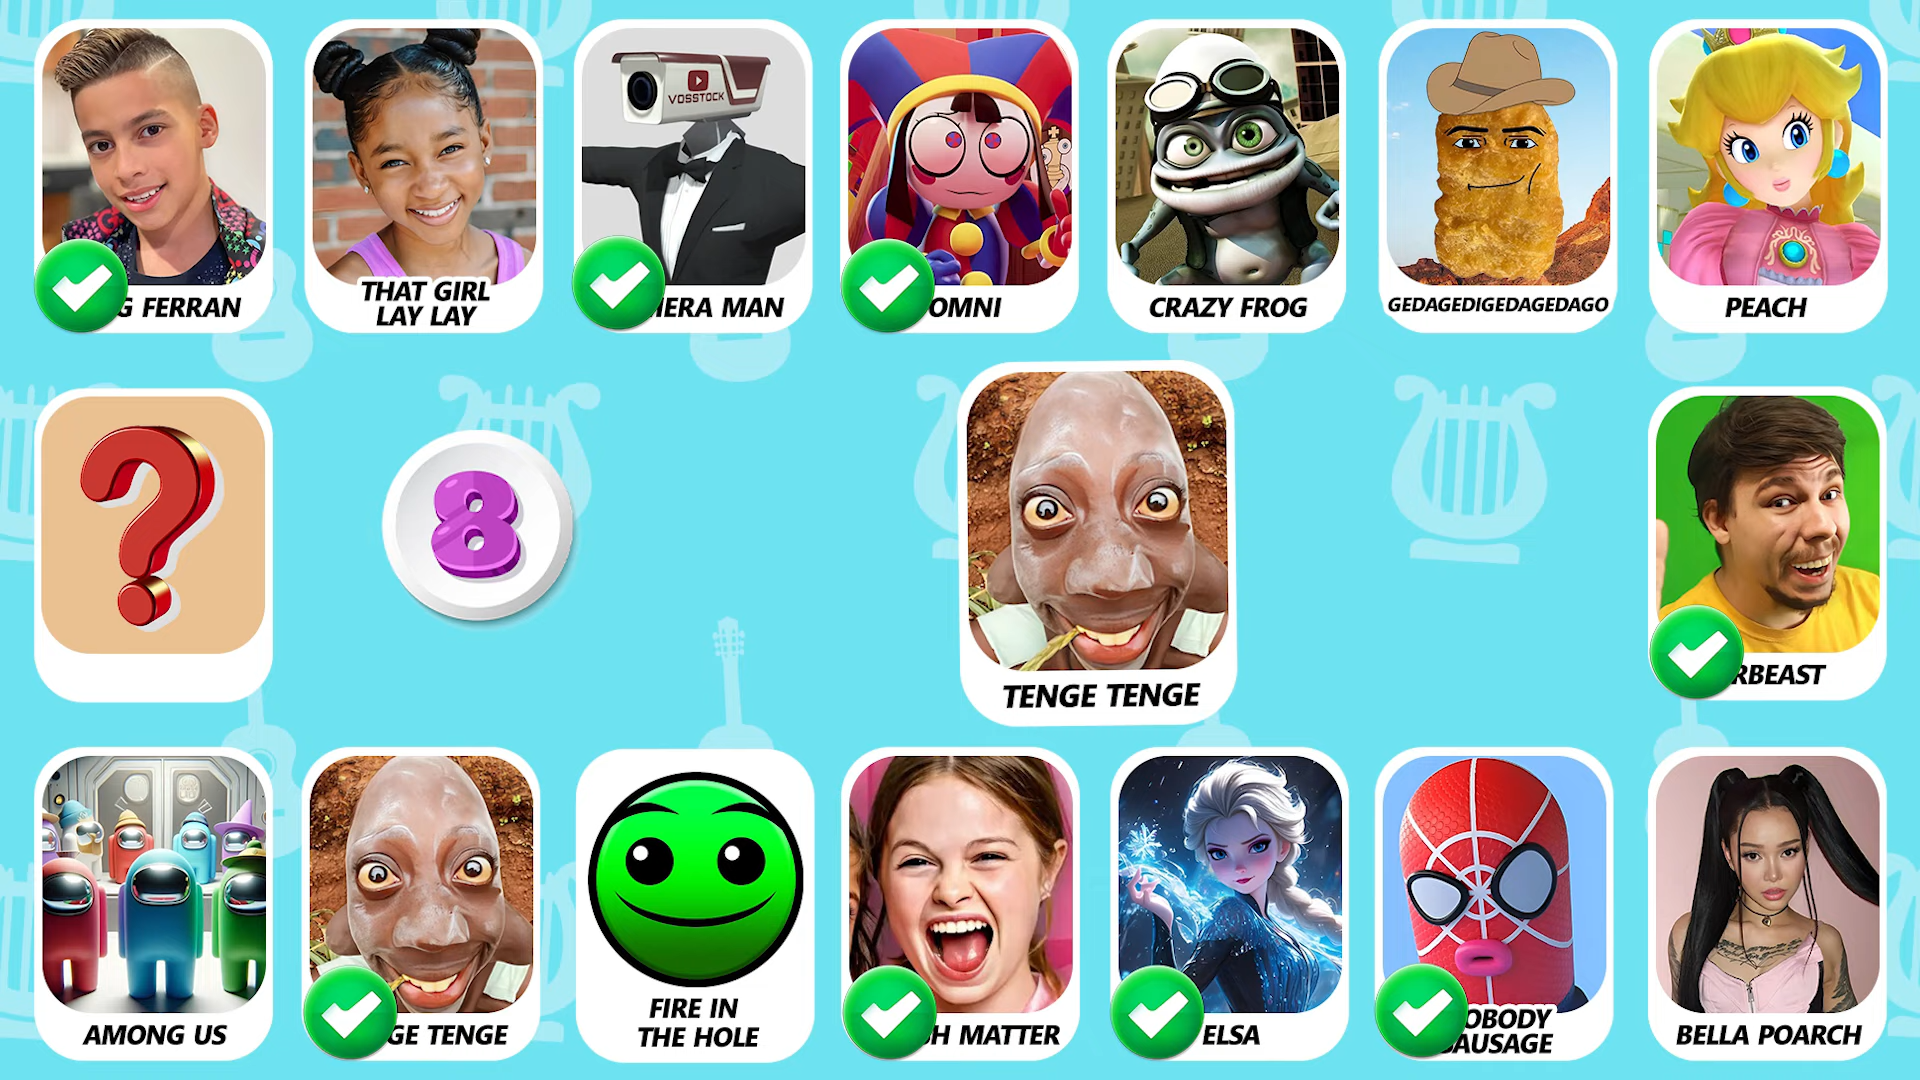 VOSSTOCK
G FERRAN
THAT GIRL
LAY LAY
ERA MAN
OMNI
CRAZY FROG
GEDAGEDIGEDAGEDAGO
PEACH
8
TENGE TENGE
RBEAST
AMONG US
GE TENGE
FIRE IN
THE HOLE
H MATTER
ELSA
OBODY
SAUSAGE
BELLA POARCH